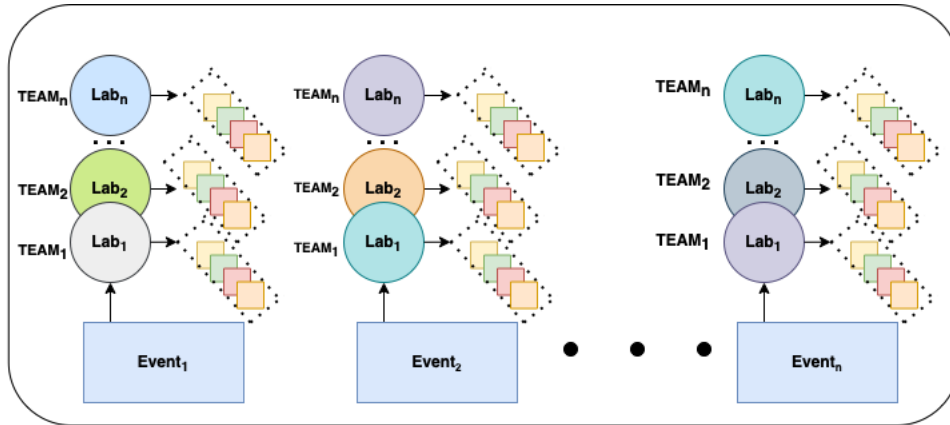 TEAMn Labn
TEAM2 Lab2
TEAM1 Lab1
Event1
TEAMn Labn
TEAM2 Lab2
TEAM1 Lab1
Event2
TEAMn Labn
TEAM2 Lab2
TEAM1 Lab1
Eventn